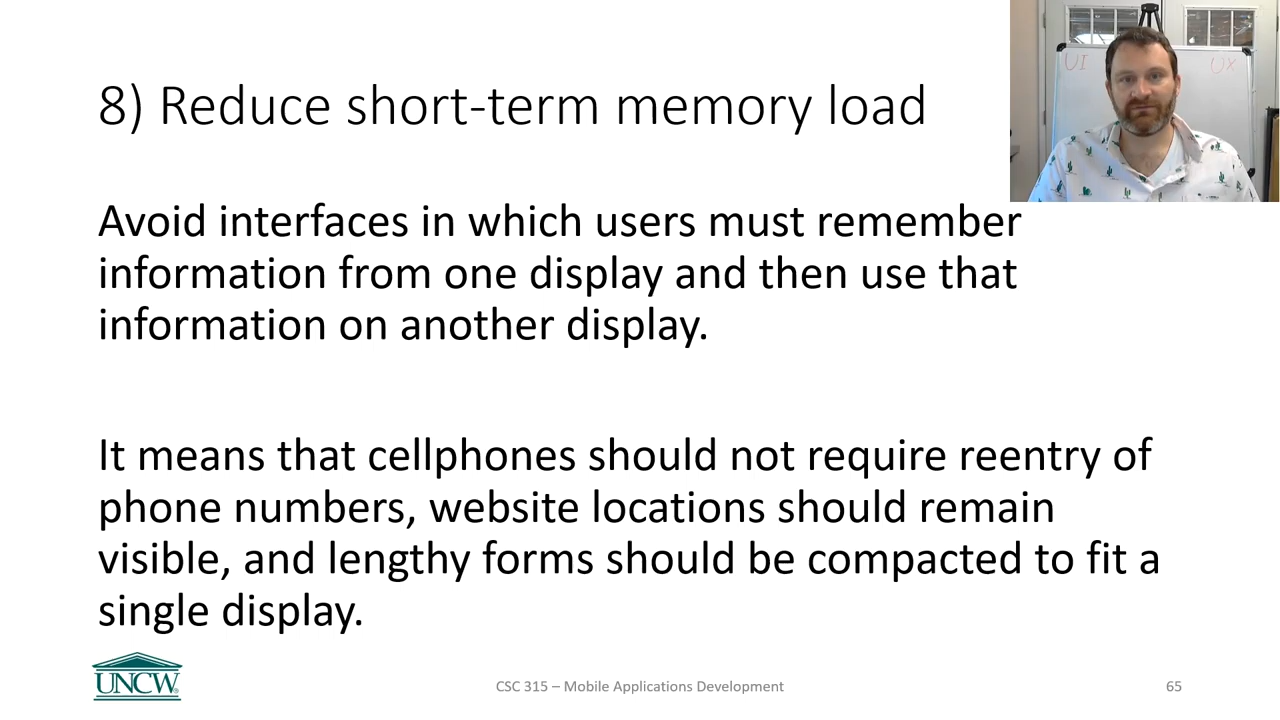 8) Reduce short-term memory load
UI
UX
Avoid interfaces in which users must remember
information from one display and then use that
information on another display.
It means that cellphones should not require reentry of
phone numbers, website locations should remain
visible, and lengthy forms should be compacted to fit a
single display.
UNCW
CSC 315 – Mobile Applications Development
65